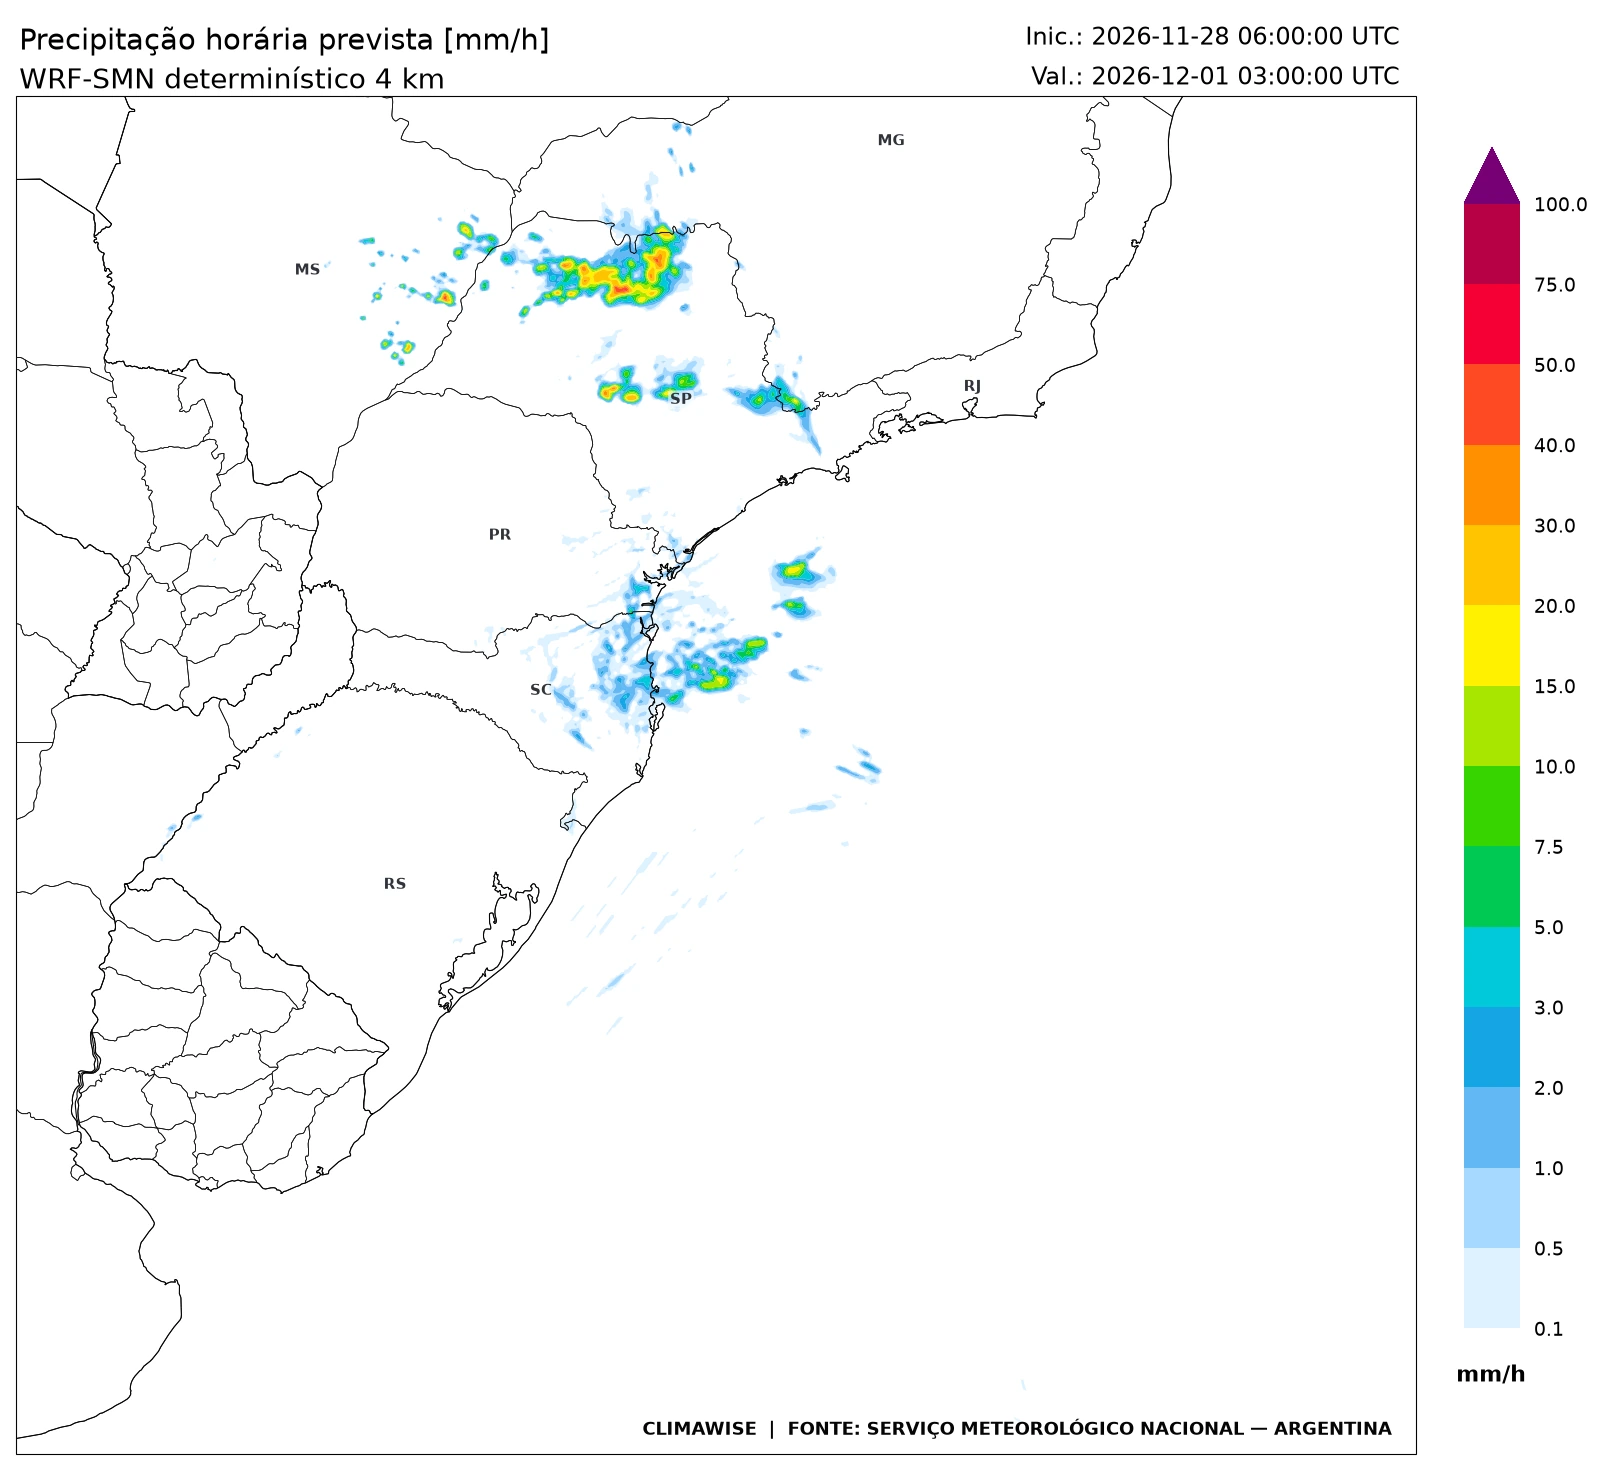 Precipitação horária prevista [mm/h]
WRF-SMN determinístico 4 km
Inic.: 2026-11-28 06:00:00 UTC
Val.: 2026-12-01 03:00:00 UTC
MG
MS
RJ
SP
PR
SC
RS
100.0
75.0
50.0
40.0
30.0
20.0
15.0
10.0
7.5
5.0
3.0
2.0
1.0
0.5
0.1
mm/h
CLIMAWISE | FONTE: SERVIÇO METEOROLÓGICO NACIONAL — ARGENTINA